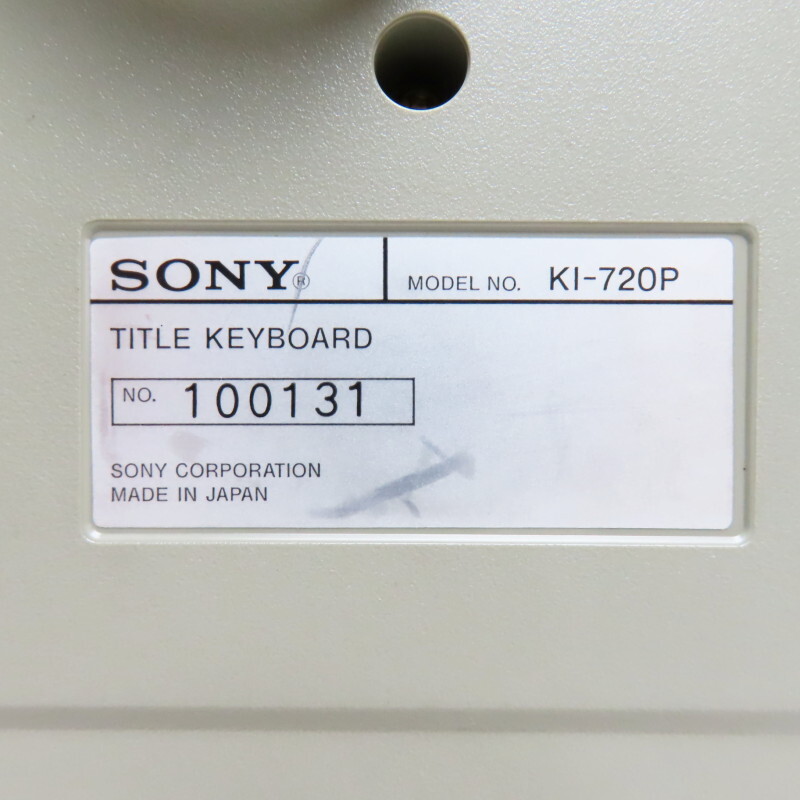 SONY® MODEL NO. KI-720P
TITLE KEYBOARD
NO. 100131
SONY CORPORATION
MADE IN JAPAN